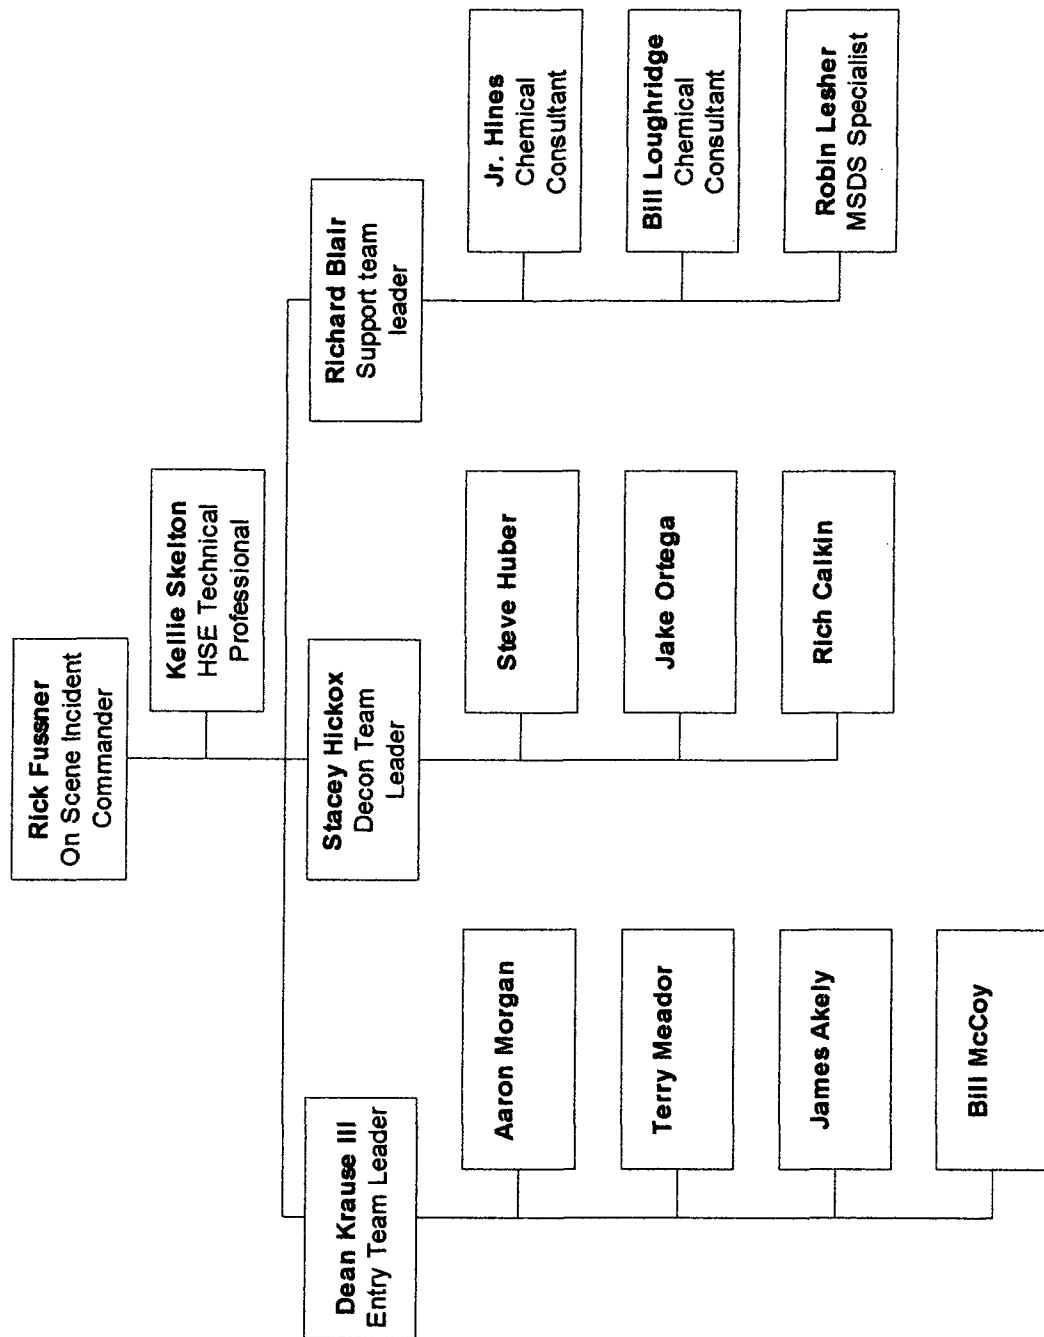 Rick Fussner
On Scene Incident
Commander
Kellie Skelton
HSE Technical
Professional
Dean Krause III
Entry Team Leader
Stacey Hickox
Decon Team
Leader
Richard Blair
Support team
leader
Aaron Morgan
Terry Meador
James Akely
Bill McCoy
Steve Huber
Jake Ortega
Rich Calkin
Jr. Hines
Chemical
Consultant
Bill Loughridge
Chemical
Consultant
Robin Lesher
MSDS Specialist